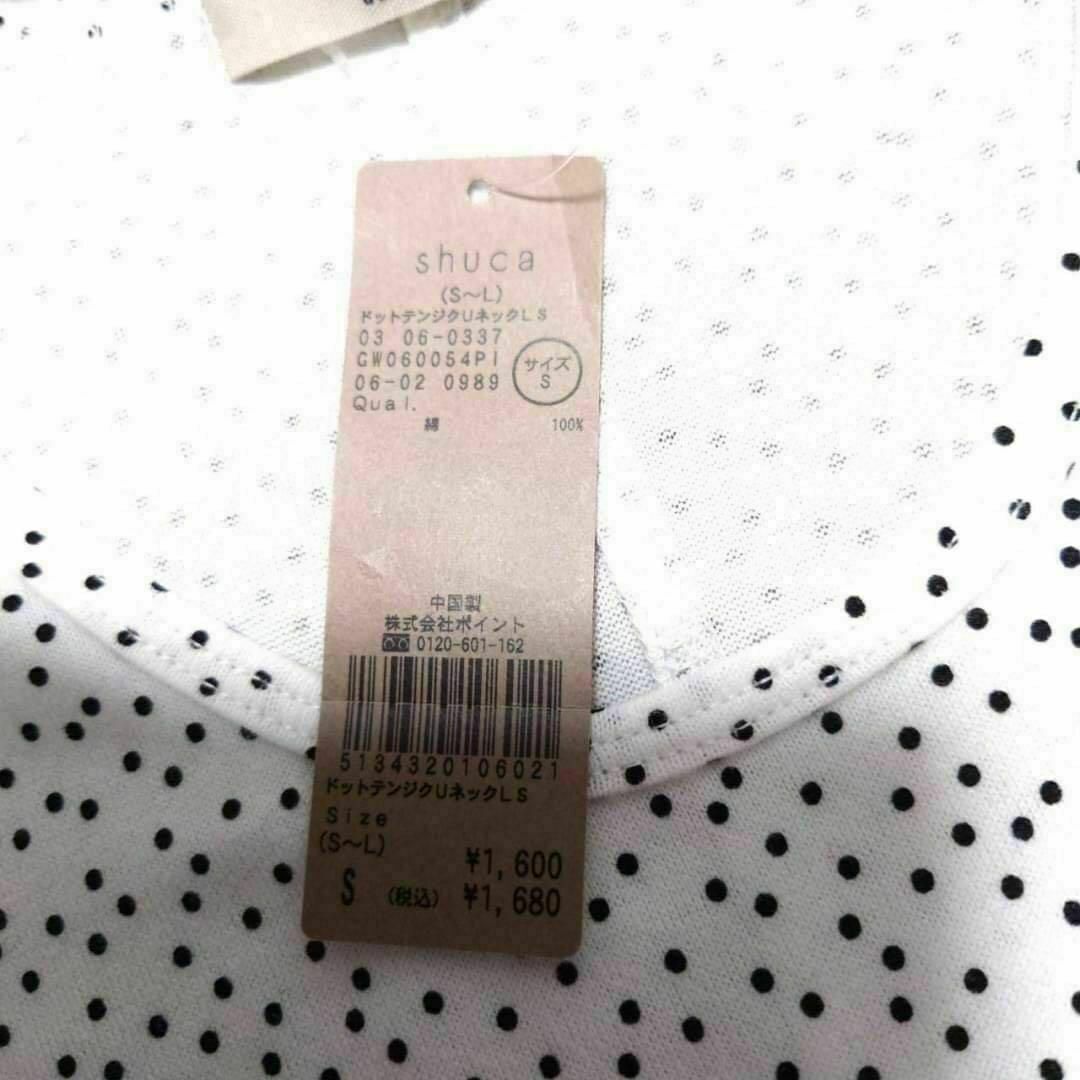 shuca
(S～L)
ドットテンジクUネックLS
03 06-0337
GW060054PI
06-02 0989
サイズ
S
Qual.
綿 100%
中国製
株式会社ポイント
0120-601-162
5134320106021
ドットテンジクUネックLS
Size
(S～L)
¥1,600
S (税込) ¥1,680